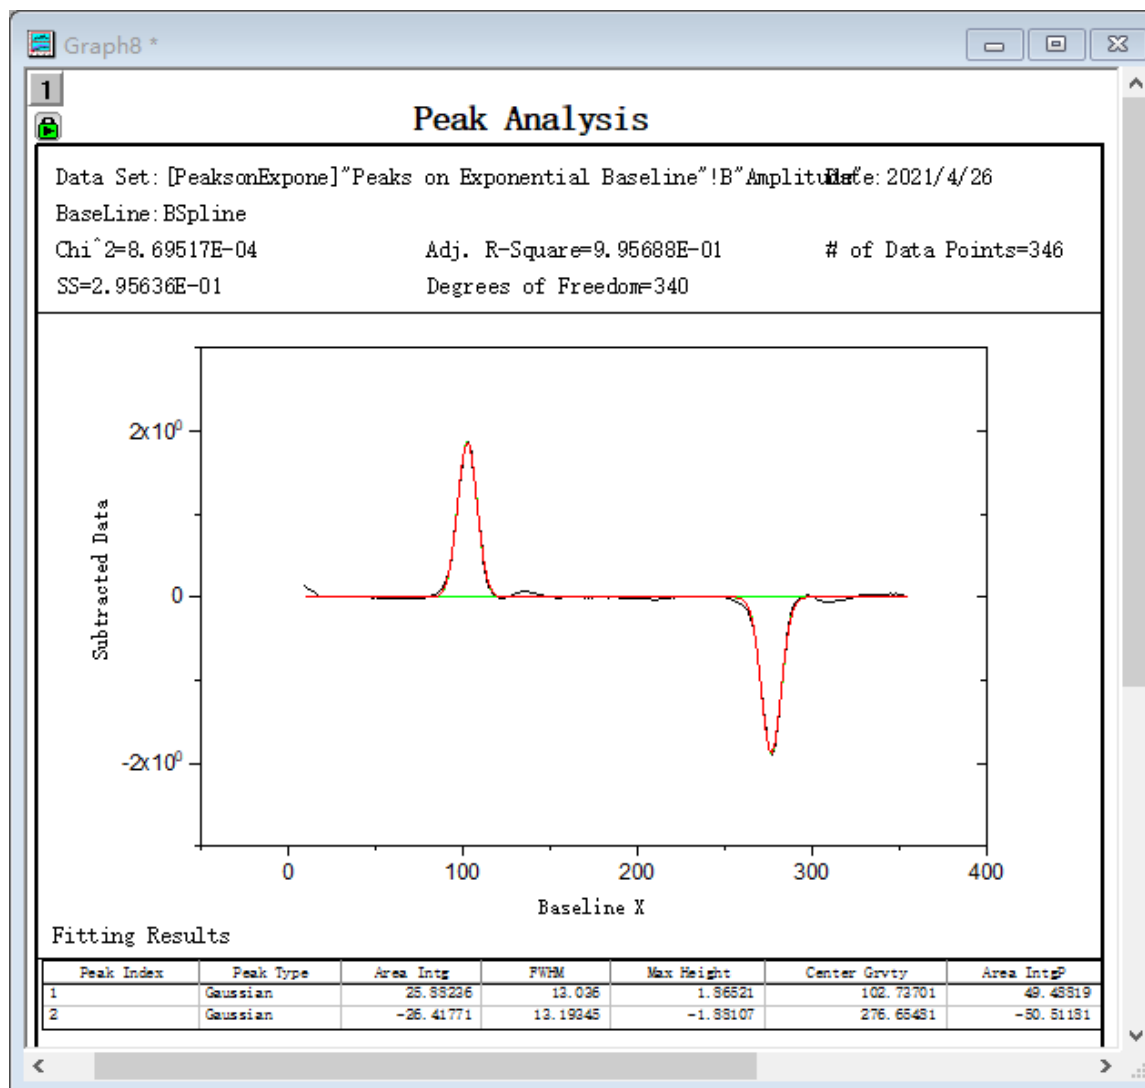 Graph8 *
1
Peak Analysis
Data Set:[PeaksonExpone]"Peaks on Exponential Baseline"!B"Amplitude" Date:2021/4/26
BaseLine:BSpline
Chi^2=8.69517E-04 Adj. R-Square=9.95688E-01 # of Data Points=346
SS=2.95636E-01 Degrees of Freedom=340
2x10⁰
0
-2x10⁰
Subtracted Data
0 100 200 300 400
Baseline X
Fitting Results
Peak Index Peak Type Area Intg FWHM Max Height Center Grvty Area IntgP
1 Gaussian 25.88236 13.036 1.86521 102.73701 49.48819
2 Gaussian -26.41771 13.19345 -1.88107 276.65481 -50.51181